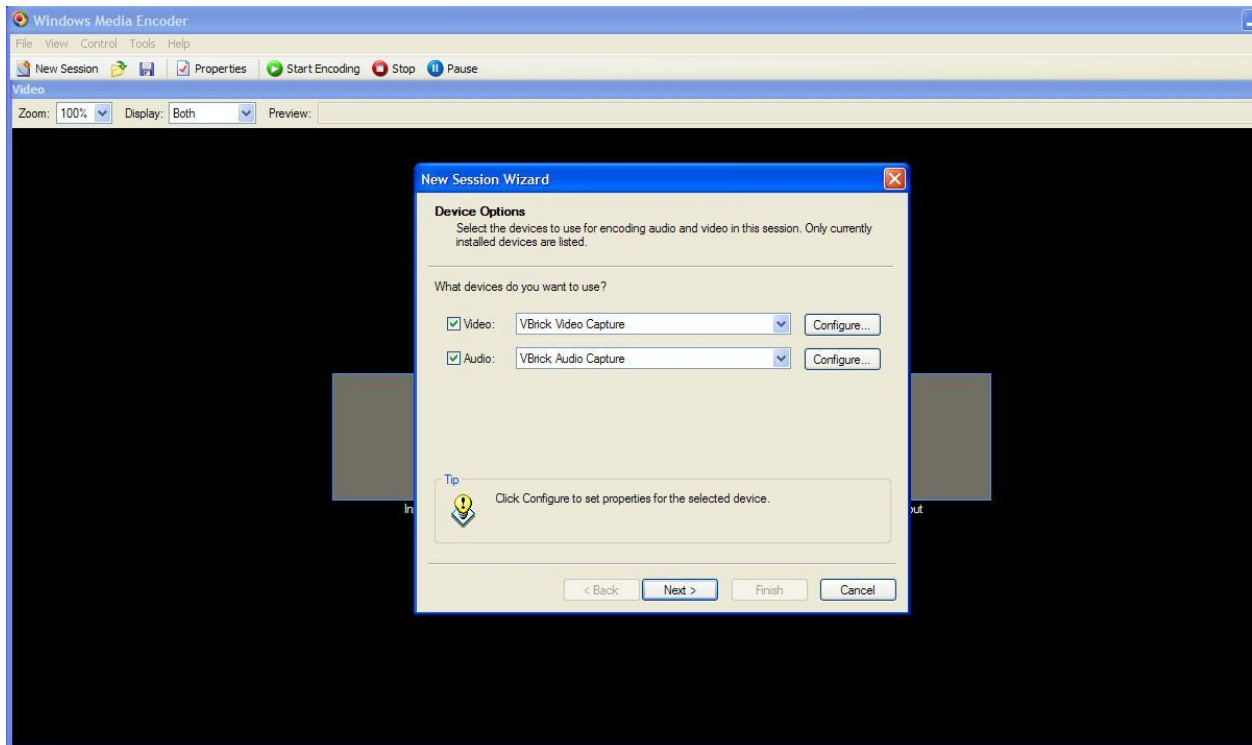 Windows Media Encoder
File View Control Tools Help
New Session Properties Start Encoding Stop Pause
Video
Zoom: 100% Display: Both Preview:
New Session Wizard
Device Options
Select the devices to use for encoding audio and video in this session. Only currently
installed devices are listed.
What devices do you want to use?
Video: VBrick Video Capture Configure...
Audio: VBrick Audio Capture Configure...
Tip
Click Configure to set properties for the selected device.
In
put
< Back Next > Finish Cancel